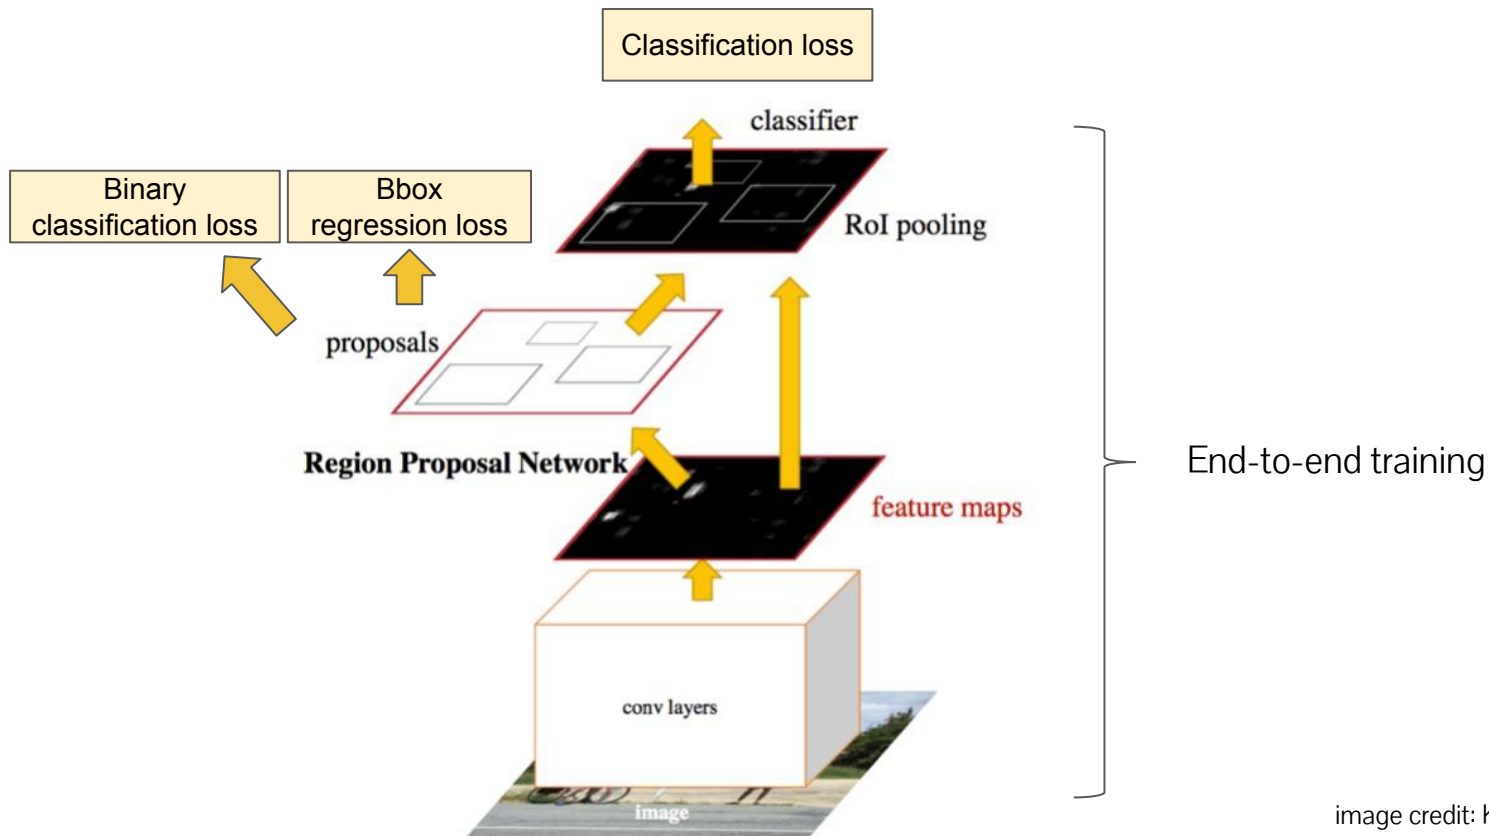 Classification loss
classifier
Binary
classification loss
Bbox
regression loss
RoI pooling
proposals
Region Proposal Network
End-to-end training
feature maps
conv layers
image
image credit: